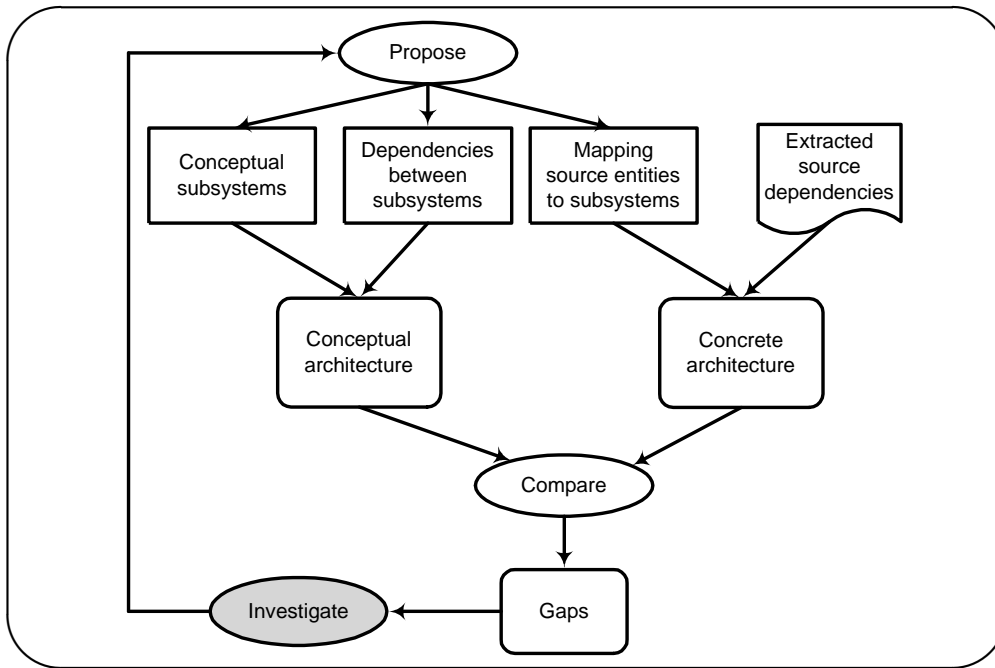 Propose
Conceptual
subsystems
Dependencies
between
subsystems
Mapping
source entities
to subsystems
Extracted
source
dependencies
Conceptual
architecture
Concrete
architecture
Compare
Investigate
Gaps